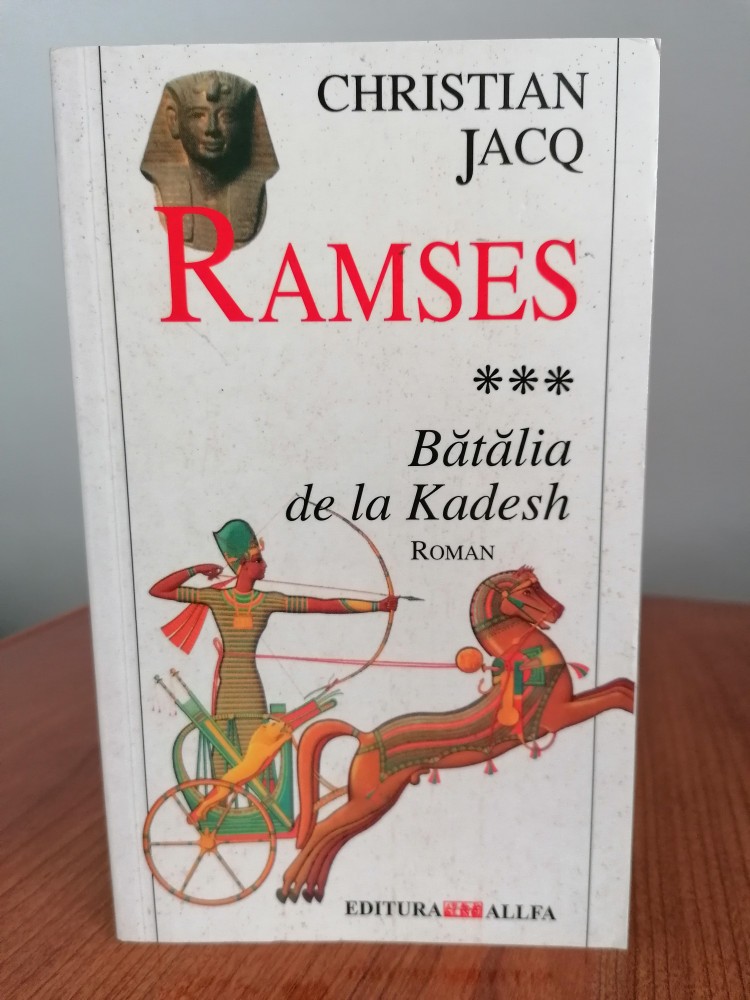 CHRISTIAN
JACQ
RAMSES
***
Bătălia
de la Kadesh
ROMAN
EDITURA ALLFA